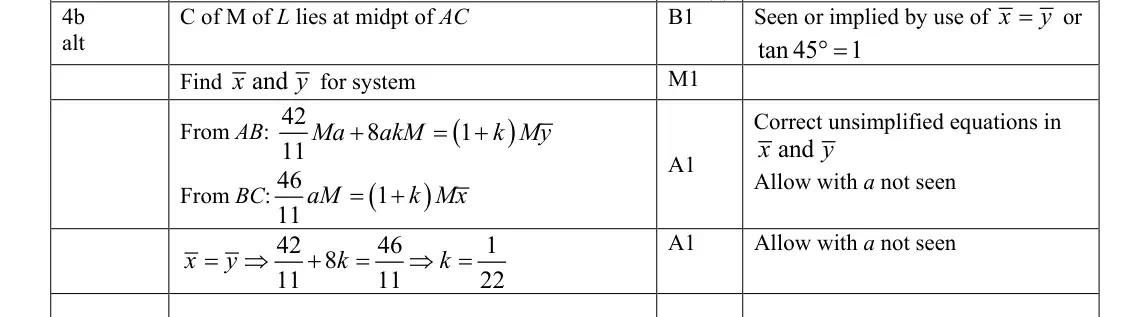 4b
alt
C of M of L lies at midpt of AC
B1
Seen or implied by use of x̅ = y̅ or
tan 45° = 1
Find x̅ and y̅ for system
M1
From AB: 42/11 Ma + 8akM = (1 + k) My̅
From BC: 46/11 aM = (1 + k) Mx̅
A1
Correct unsimplified equations in
x̅ and y̅
Allow with a not seen
x̅ = y̅ ⇒ 42/11 + 8k = 46/11 ⇒ k = 1/22
A1
Allow with a not seen